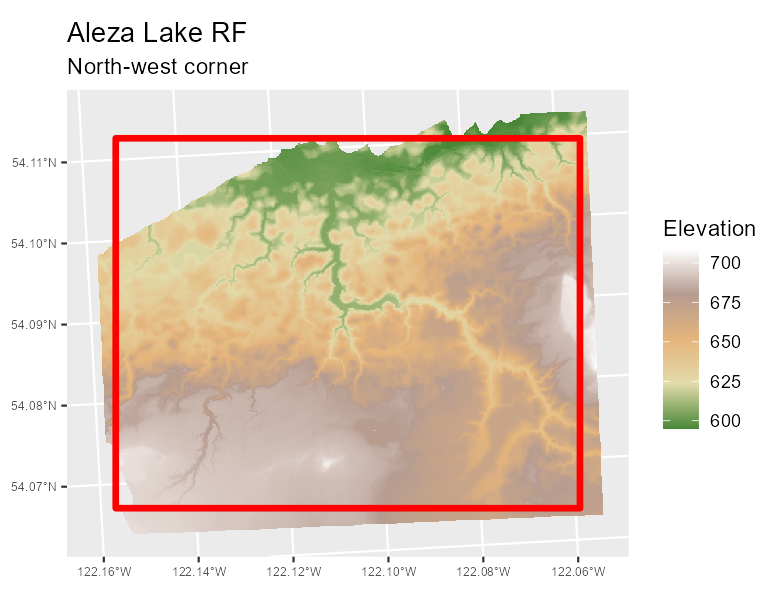 Aleza Lake RF
North-west corner
54.11°N
54.10°N
54.09°N
54.08°N
54.07°N
122.16°W 122.14°W 122.12°W 122.10°W 122.08°W 122.06°W
Elevation
700
675
650
625
600